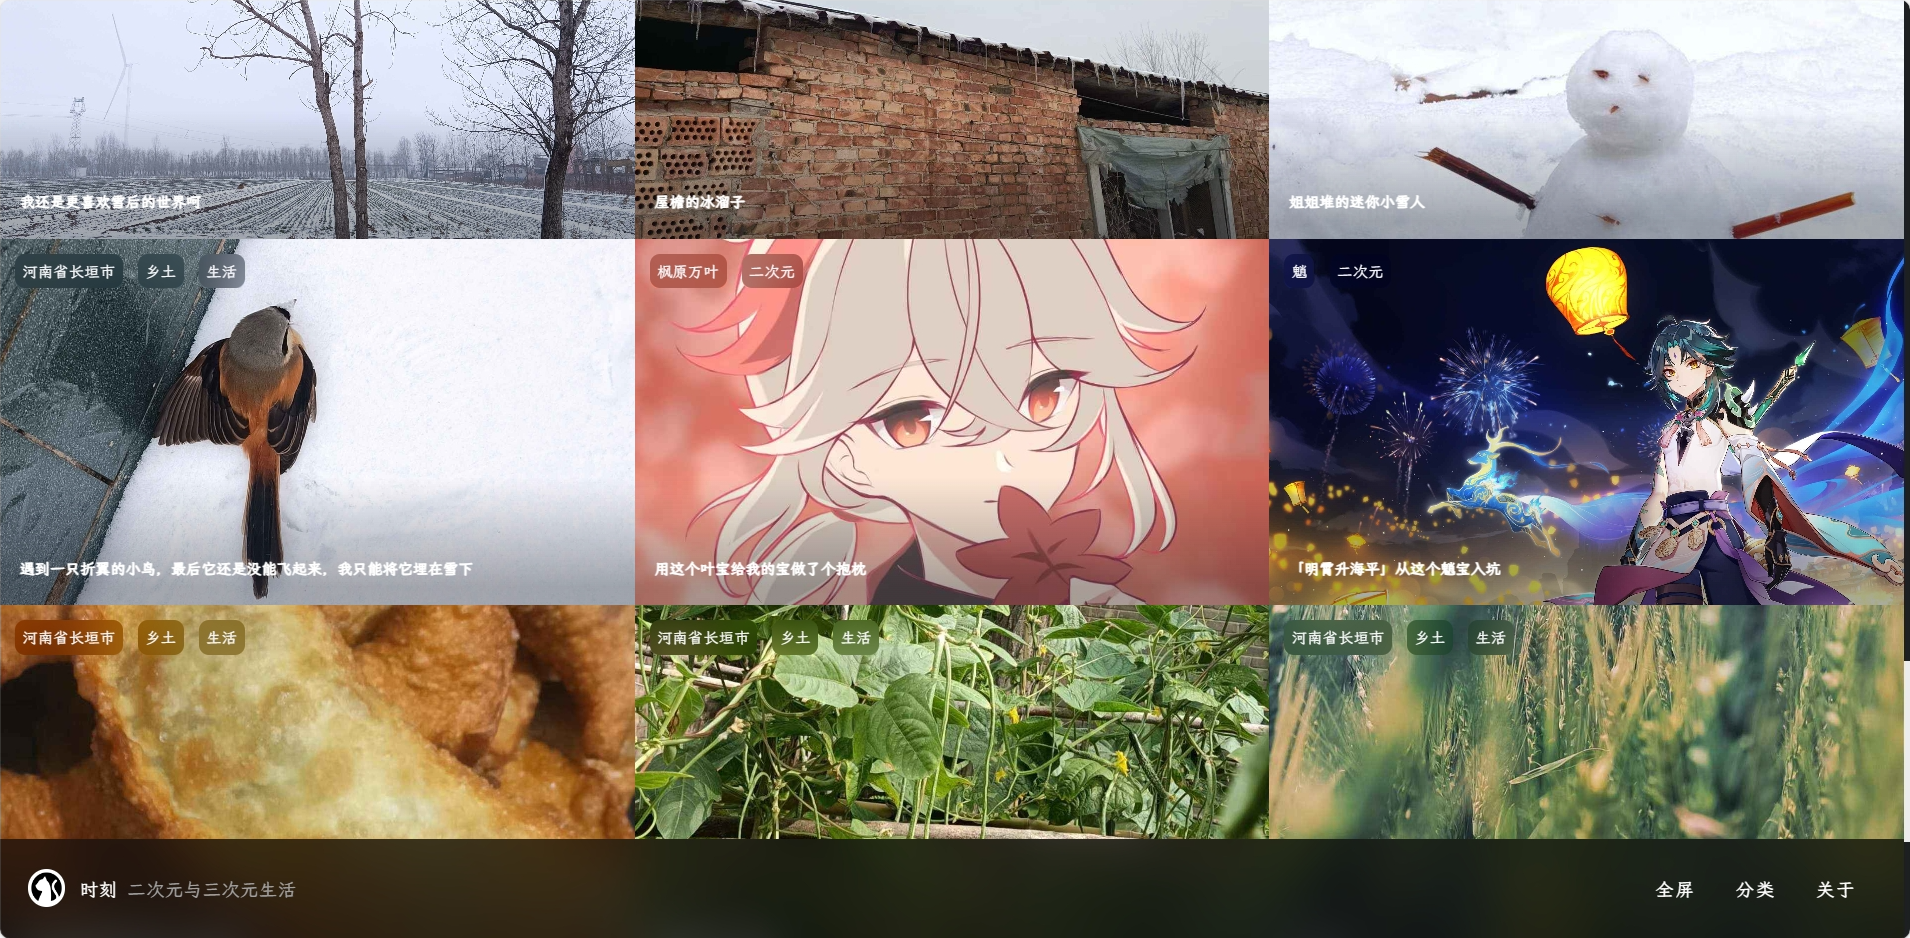 我还是更喜欢雪后的世界呵
屋檐的冰溜子
姐姐堆的迷你小雪人
河南省长垣市 乡土 生活
枫原万叶 二次元
魈 二次元
遇到一只折翼的小鸟，最后它还是没能飞起来，我只能将它埋在雪下
用这个叶宝给我的宝做了个抱枕
「明霄升海平」从这个魈宝入坑
河南省长垣市 乡土 生活
河南省长垣市 乡土 生活
河南省长垣市 乡土 生活
时刻 二次元与三次元生活
全屏 分类 关于